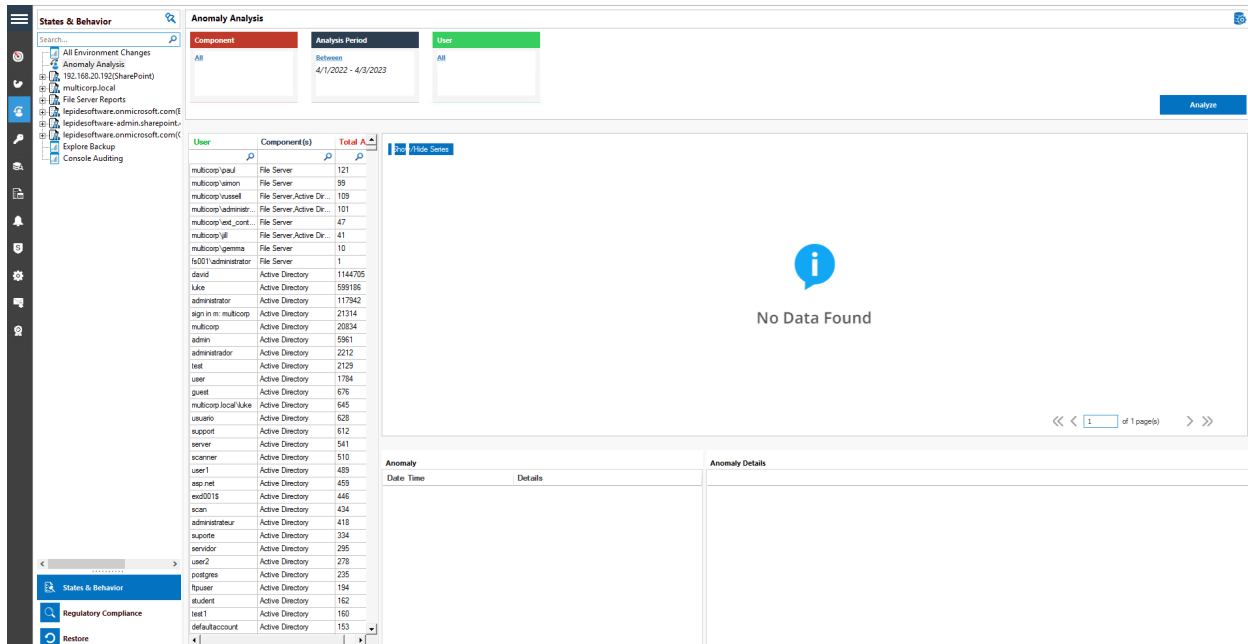 States & Behavior
Search...
All Environment Changes
Anomaly Analysis
192.168.20.192(SharePoint)
multicorp.local
File Server Reports
lepidesoftware.onmicrosoft.com(E
lepidesoftware-admin.sharepoint.
lepidesoftware.onmicrosoft.com(
Explore Backup
Console Auditing
States & Behavior
Regulatory Compliance
Restore
Anomaly Analysis
Component
All
Analysis Period
Between
4/1/2022 - 4/3/2023
User
All
Analyze
User Component(s) Total A
multicorp\paul File Server 121
multicorp\simon File Server 99
multicorp\russell File Server,Active Dir... 109
multicorp\administr... File Server,Active Dir... 101
multicorp\ext_cont... File Server 47
multicorp\jill File Server,Active Dir... 41
multicorp\gemma File Server 10
fs001\administrator File Server 1
david Active Directory 1144705
luke Active Directory 599186
administrator Active Directory 117942
sign in m: multicorp Active Directory 21314
multicorp Active Directory 20834
admin Active Directory 5961
administrador Active Directory 2212
test Active Directory 2129
user Active Directory 1784
guest Active Directory 676
multicorp.local\luke Active Directory 645
usuario Active Directory 628
support Active Directory 612
server Active Directory 541
scanner Active Directory 510
user1 Active Directory 489
asp.net Active Directory 459
exd001$ Active Directory 446
scan Active Directory 434
administrateur Active Directory 418
suporte Active Directory 334
servidor Active Directory 295
user2 Active Directory 278
postgres Active Directory 235
ftpuser Active Directory 194
student Active Directory 162
test1 Active Directory 160
defaultaccount Active Directory 153
Show/Hide Series
No Data Found
1 of 1 page(s)
Anomaly
Date Time Details
Anomaly Details